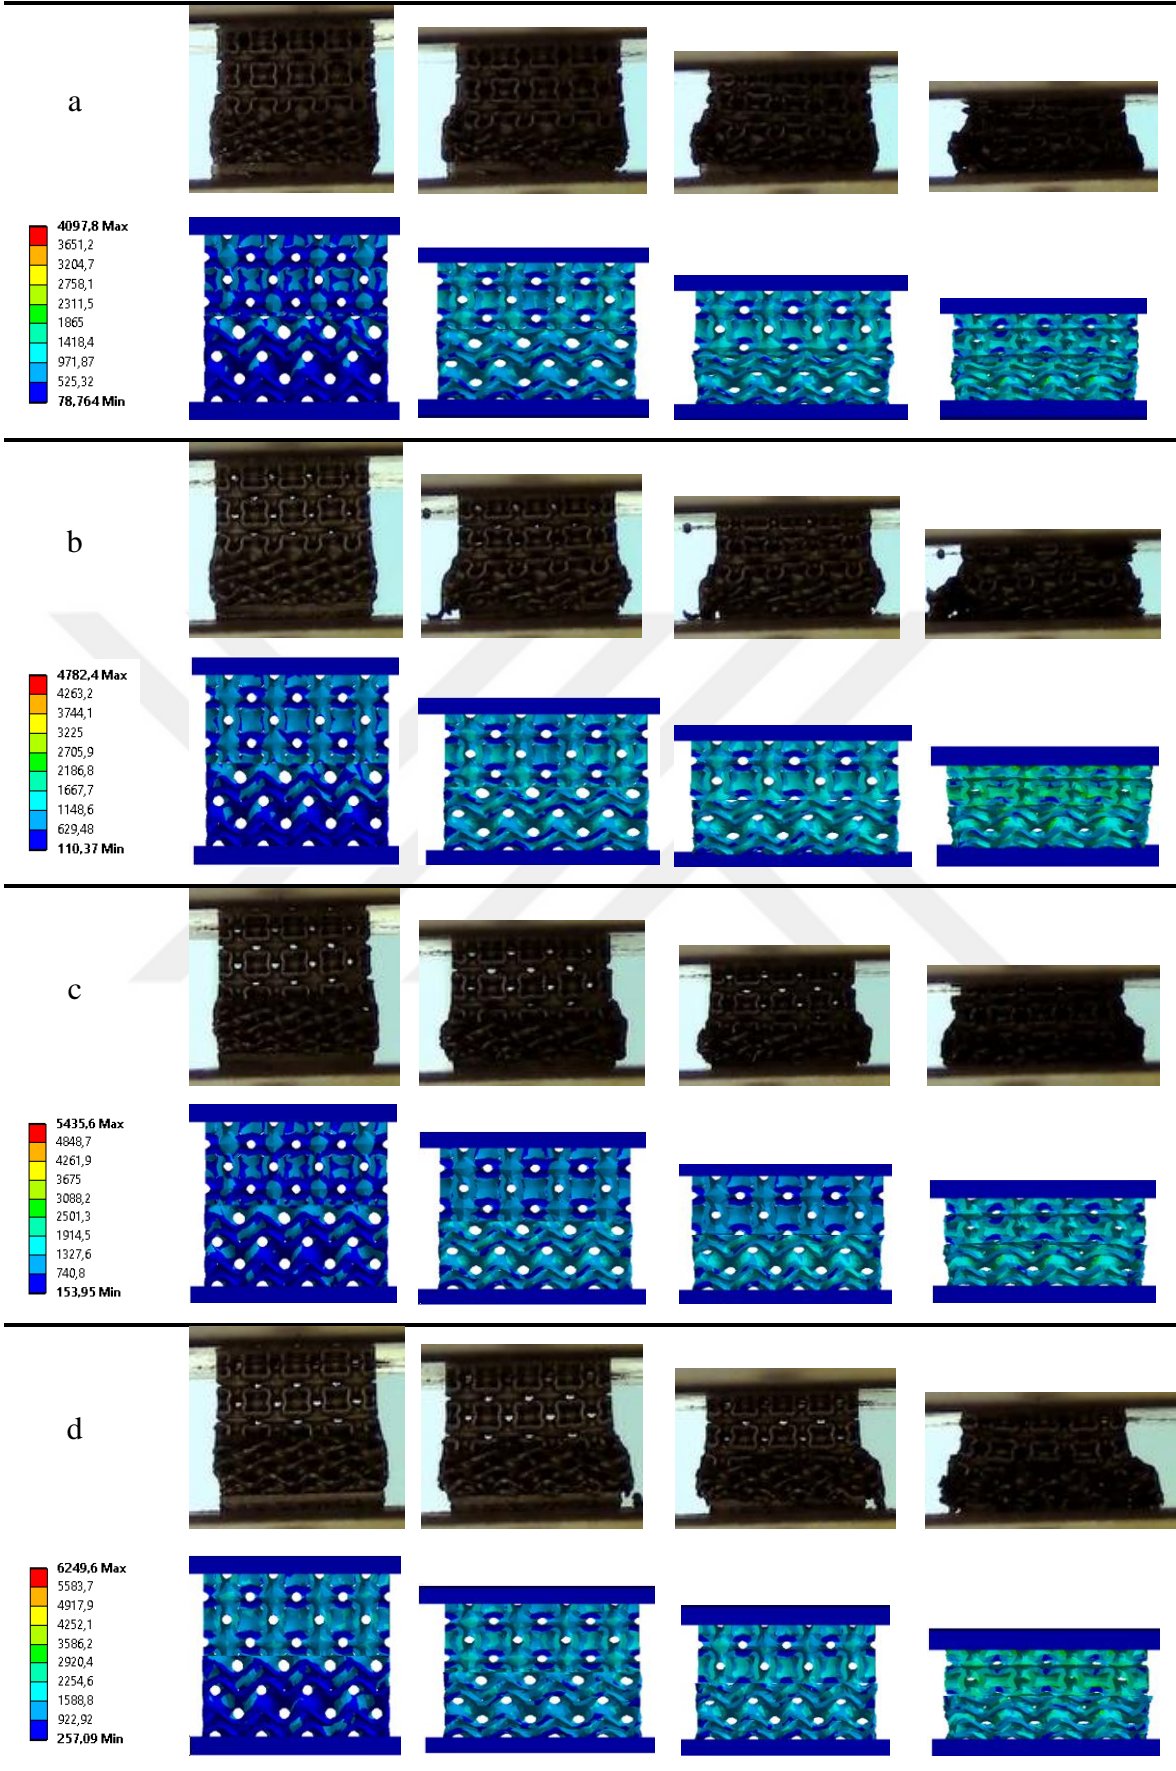 a
4097,8 Max
3651,2
3204,7
2758,1
2311,5
1865
1418,4
971,87
525,32
78,764 Min
b
4782,4 Max
4263,2
3744,1
3225
2705,9
2186,8
1667,7
1148,6
629,48
110,37 Min
c
5435,6 Max
4848,7
4261,9
3675
3088,2
2501,3
1914,5
1327,6
740,8
153,95 Min
d
6249,6 Max
5583,7
4917,9
4252,1
3586,2
2920,4
2254,6
1588,8
922,92
257,09 Min